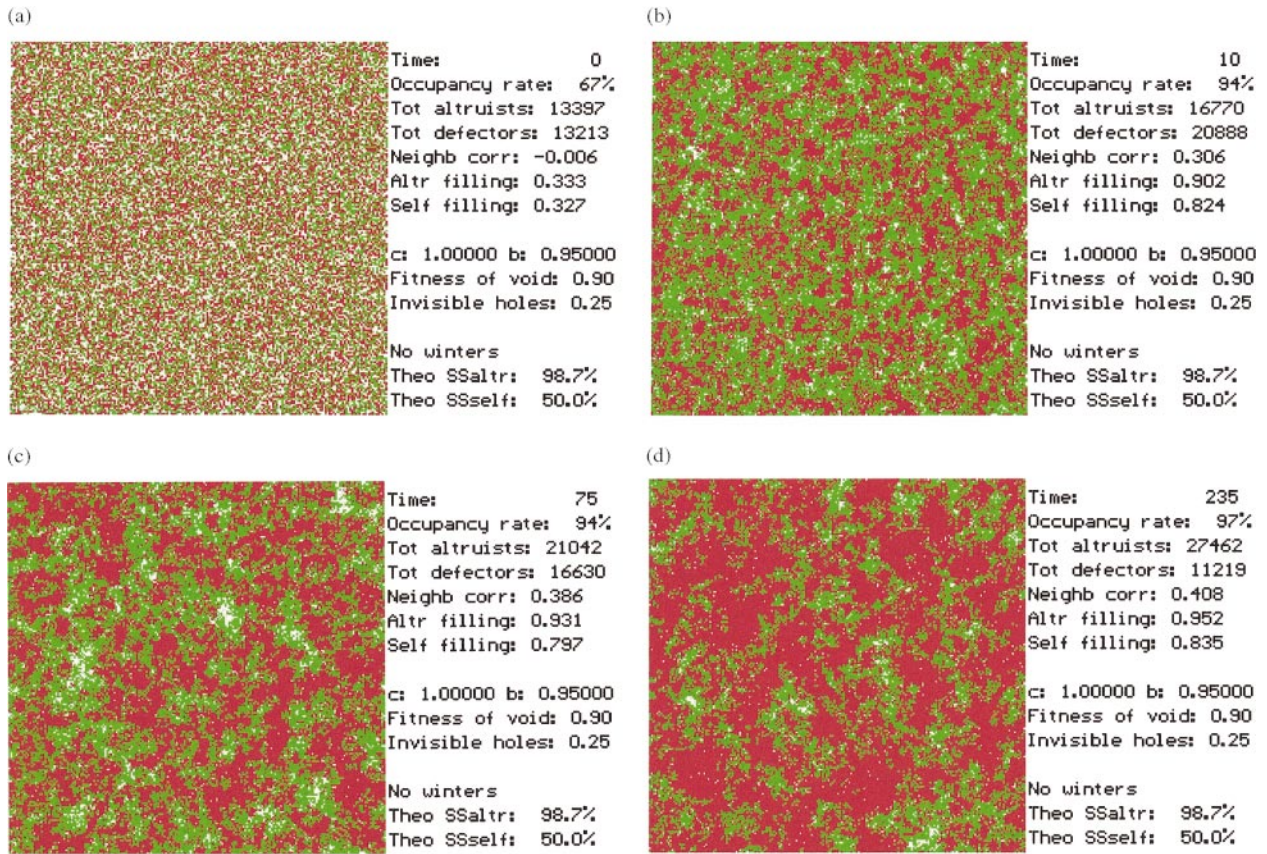 (a)
Time: 0
Occupancy rate: 67%
Tot altruists: 13397
Tot defectors: 13213
Neighb corr: -0.006
Altr filling: 0.333
Self filling: 0.327
c: 1.00000 b: 0.95000
Fitness of void: 0.90
Invisible holes: 0.25
No winters
Theo SSaltr: 98.7%
Theo SSself: 50.0%
(b)
Time: 10
Occupancy rate: 94%
Tot altruists: 16770
Tot defectors: 20888
Neighb corr: 0.306
Altr filling: 0.902
Self filling: 0.824
c: 1.00000 b: 0.95000
Fitness of void: 0.90
Invisible holes: 0.25
No winters
Theo SSaltr: 98.7%
Theo SSself: 50.0%
(c)
Time: 75
Occupancy rate: 94%
Tot altruists: 21042
Tot defectors: 16630
Neighb corr: 0.386
Altr filling: 0.931
Self filling: 0.797
c: 1.00000 b: 0.95000
Fitness of void: 0.90
Invisible holes: 0.25
No winters
Theo SSaltr: 98.7%
Theo SSself: 50.0%
(d)
Time: 235
Occupancy rate: 97%
Tot altruists: 27462
Tot defectors: 11219
Neighb corr: 0.408
Altr filling: 0.952
Self filling: 0.835
c: 1.00000 b: 0.95000
Fitness of void: 0.90
Invisible holes: 0.25
No winters
Theo SSaltr: 98.7%
Theo SSself: 50.0%